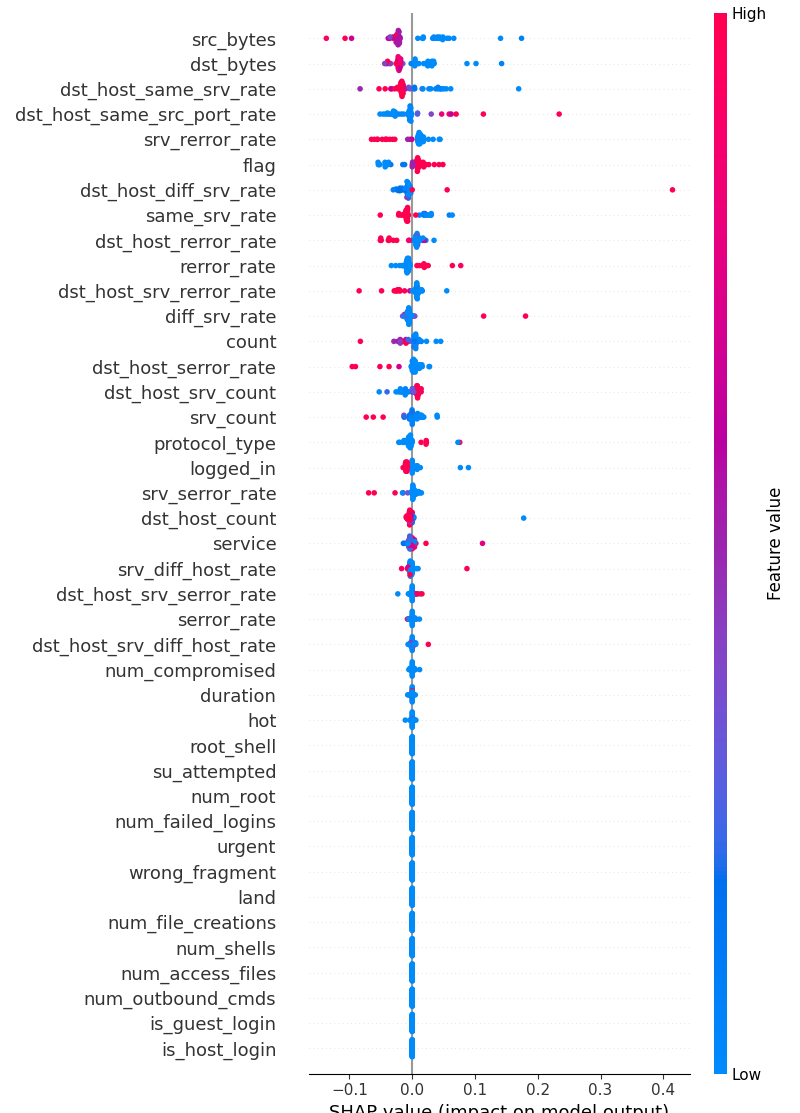 High
src_bytes
dst_bytes
dst_host_same_srv_rate
dst_host_same_src_port_rate
srv_rerror_rate
flag
dst_host_diff_srv_rate
same_srv_rate
dst_host_rerror_rate
rerror_rate
dst_host_srv_rerror_rate
diff_srv_rate
count
dst_host_serror_rate
dst_host_srv_count
srv_count
protocol_type
logged_in
srv_serror_rate
dst_host_count
service
srv_diff_host_rate
dst_host_srv_serror_rate
serror_rate
dst_host_srv_diff_host_rate
num_compromised
duration
hot
root_shell
su_attempted
num_root
num_failed_logins
urgent
wrong_fragment
land
num_file_creations
num_shells
num_access_files
num_outbound_cmds
is_guest_login
is_host_login
Feature value
Low
−0.1 0.0 0.1 0.2 0.3 0.4
SHAP value (impact on model output)